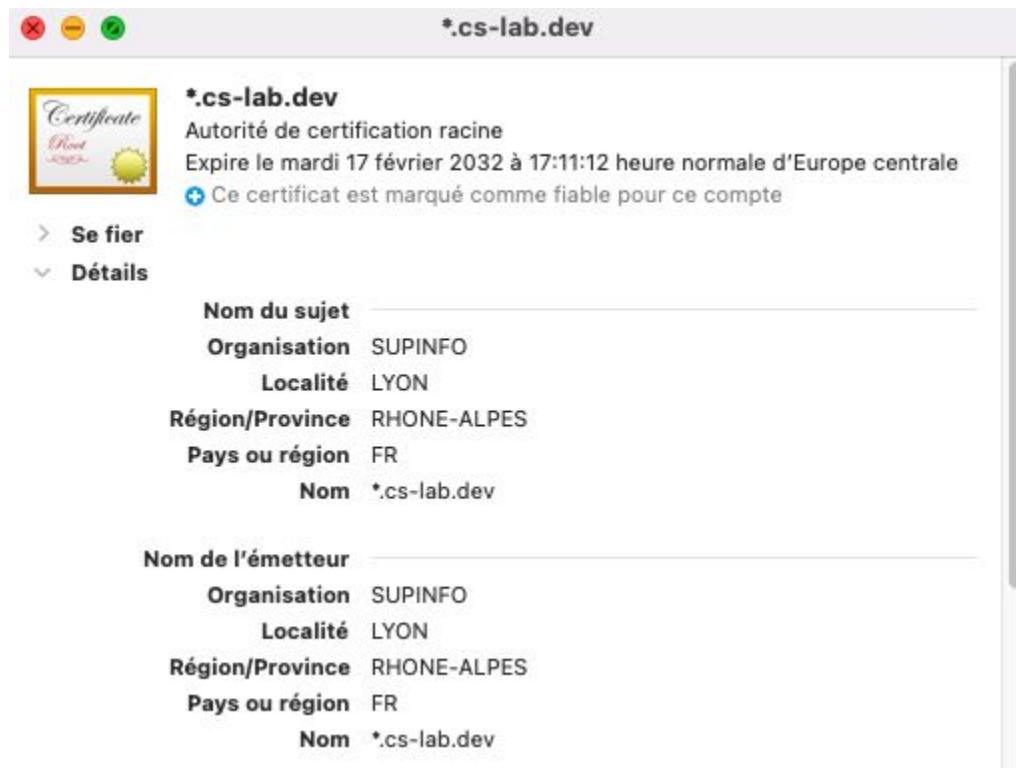 *.cs-lab.dev
Certificate
Root
*.cs-lab.dev
Autorité de certification racine
Expire le mardi 17 février 2032 à 17:11:12 heure normale d’Europe centrale
Ce certificat est marqué comme fiable pour ce compte
Se fier
Détails
Nom du sujet
Organisation SUPINFO
Localité LYON
Région/Province RHONE-ALPES
Pays ou région FR
Nom *.cs-lab.dev
Nom de l’émetteur
Organisation SUPINFO
Localité LYON
Région/Province RHONE-ALPES
Pays ou région FR
Nom *.cs-lab.dev